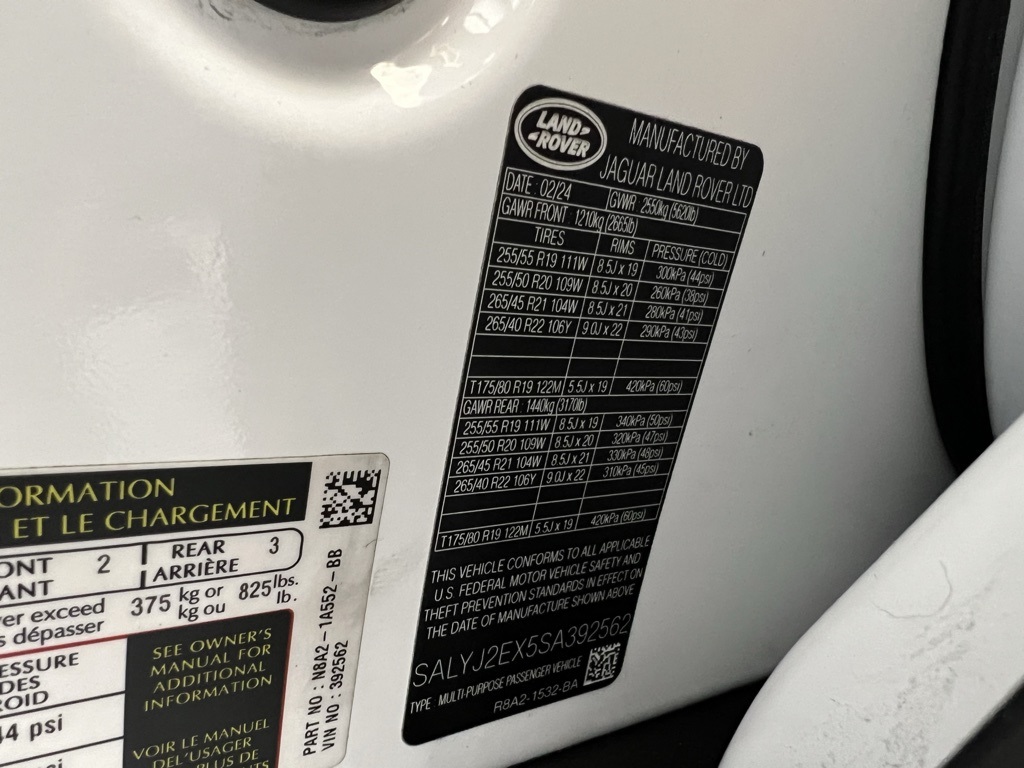 LAND-
-ROVER
MANUFACTURED BY
JAGUAR LAND ROVER LTD
DATE : 02/24 GVWR : 2550kg (5620lb)
GAWR FRONT : 1210kg (2665lb)
TIRES RIMS PRESSURE (COLD)
255/55 R19 111W 8.5J x 19 300kPa (44psi)
255/50 R20 109W 8.5J x 20 260kPa (38psi)
265/45 R21 104W 8.5J x 21 280kPa (41psi)
265/40 R22 106Y 9.0J x 22 290kPa (43psi)
T175/80 R19 122M 5.5J x 19 420kPa (60psi)
GAWR REAR : 1440kg (3170lb)
255/55 R19 111W 8.5J x 19 340kPa (50psi)
255/50 R20 109W 8.5J x 20 320kPa (47psi)
265/45 R21 104W 8.5J x 21 330kPa (48psi)
265/40 R22 106Y 9.0J x 22 310kPa (45psi)
T175/80 R19 122M 5.5J x 19 420kPa (60psi)
THIS VEHICLE CONFORMS TO ALL APPLICABLE
U.S. FEDERAL MOTOR VEHICLE SAFETY AND
THEFT PREVENTION STANDARDS IN EFFECT ON
THE DATE OF MANUFACTURE SHOWN ABOVE
SALYJ2EX5SA392562
TYPE : MULTI-PURPOSE PASSENGER VEHICLE
R8A2-1532-BA
FORMATION
ET LE CHARGEMENT
ONT 2 REAR 3
ANT ARRIÈRE
ver exceed 375 kg or 825 lbs.
s dépasser kg ou lb.
ESSURE
DES
ROID
44 psi
SEE OWNER'S
MANUAL FOR
ADDITIONAL
INFORMATION
VOIR LE MANUEL
DE L'USAGER
PLUS DE
PART NO : N8A2-1A552-BB
VIN NO : 392562